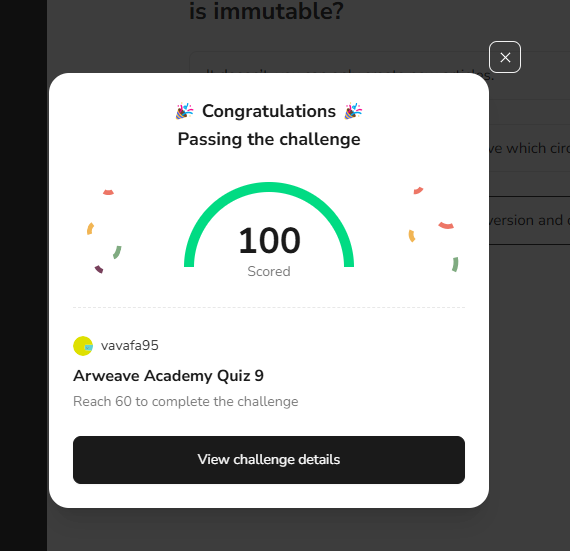 is immutable?
🎉 Congratulations 🎉
Passing the challenge
ve which circ
version and
100
Scored
vavafa95
Arweave Academy Quiz 9
Reach 60 to complete the challenge
View challenge details